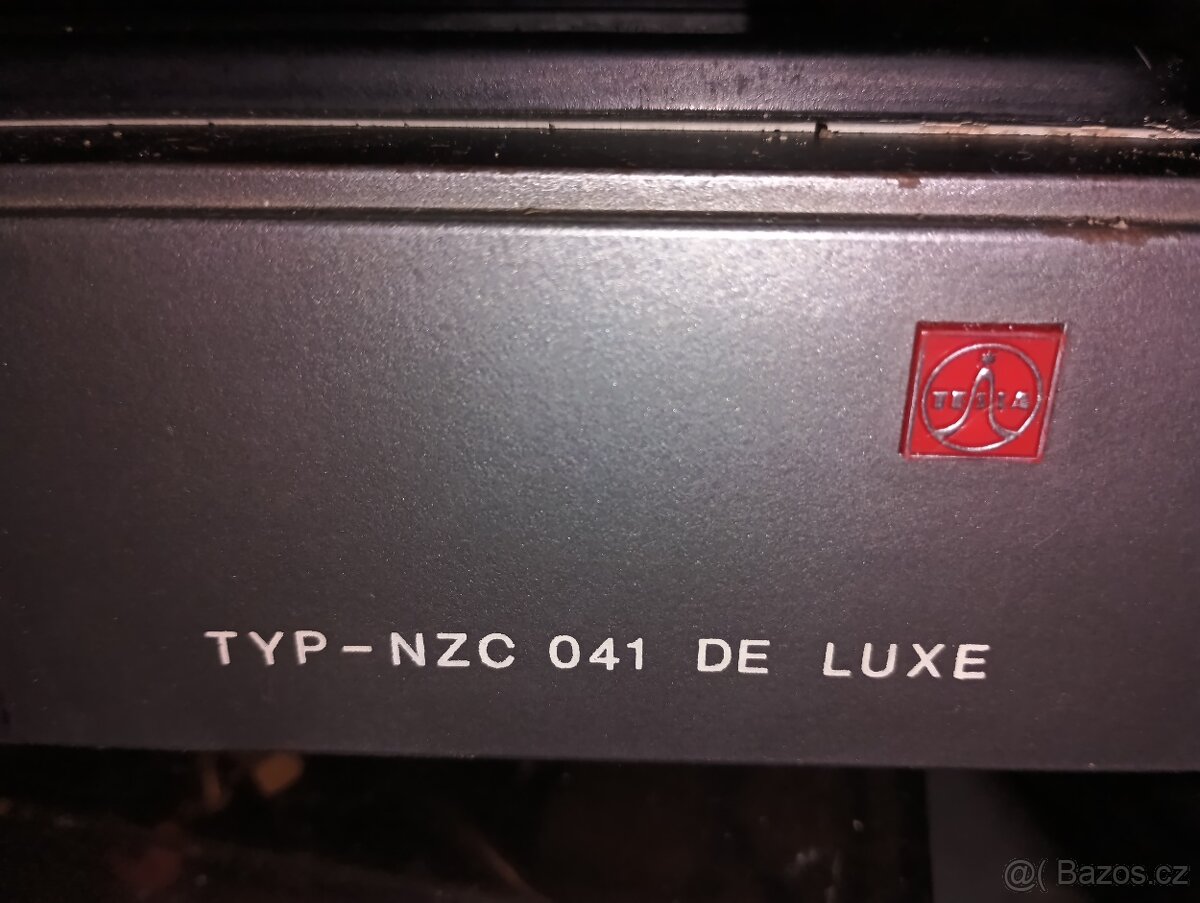 TESLA
TYP-NZC 041 DE LUXE
@( Bazos.cz